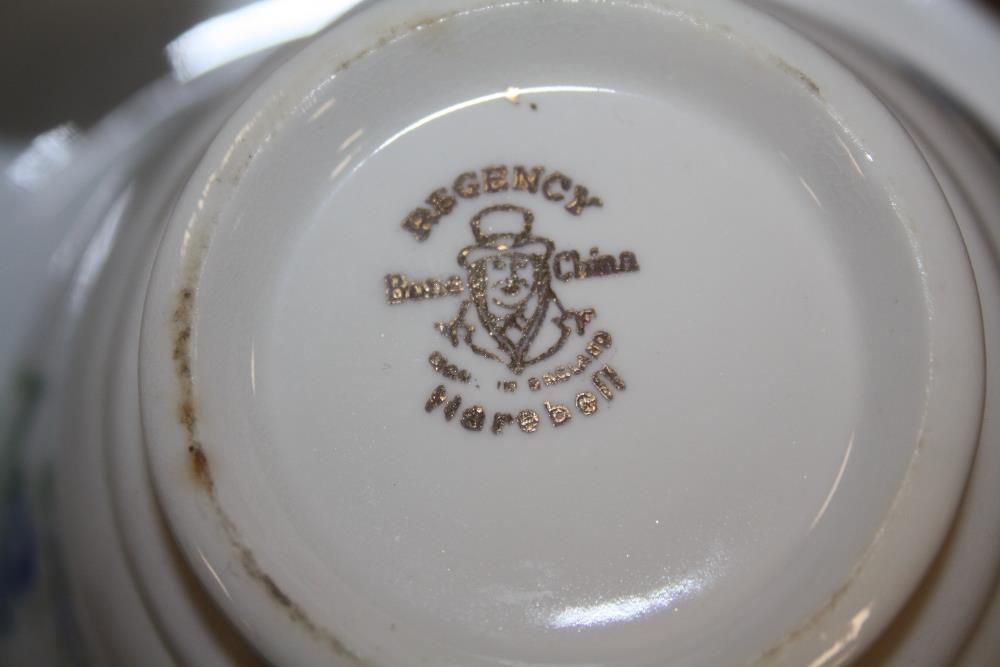 REGENCY
Bone China
MADE IN ENGLAND
Harebell